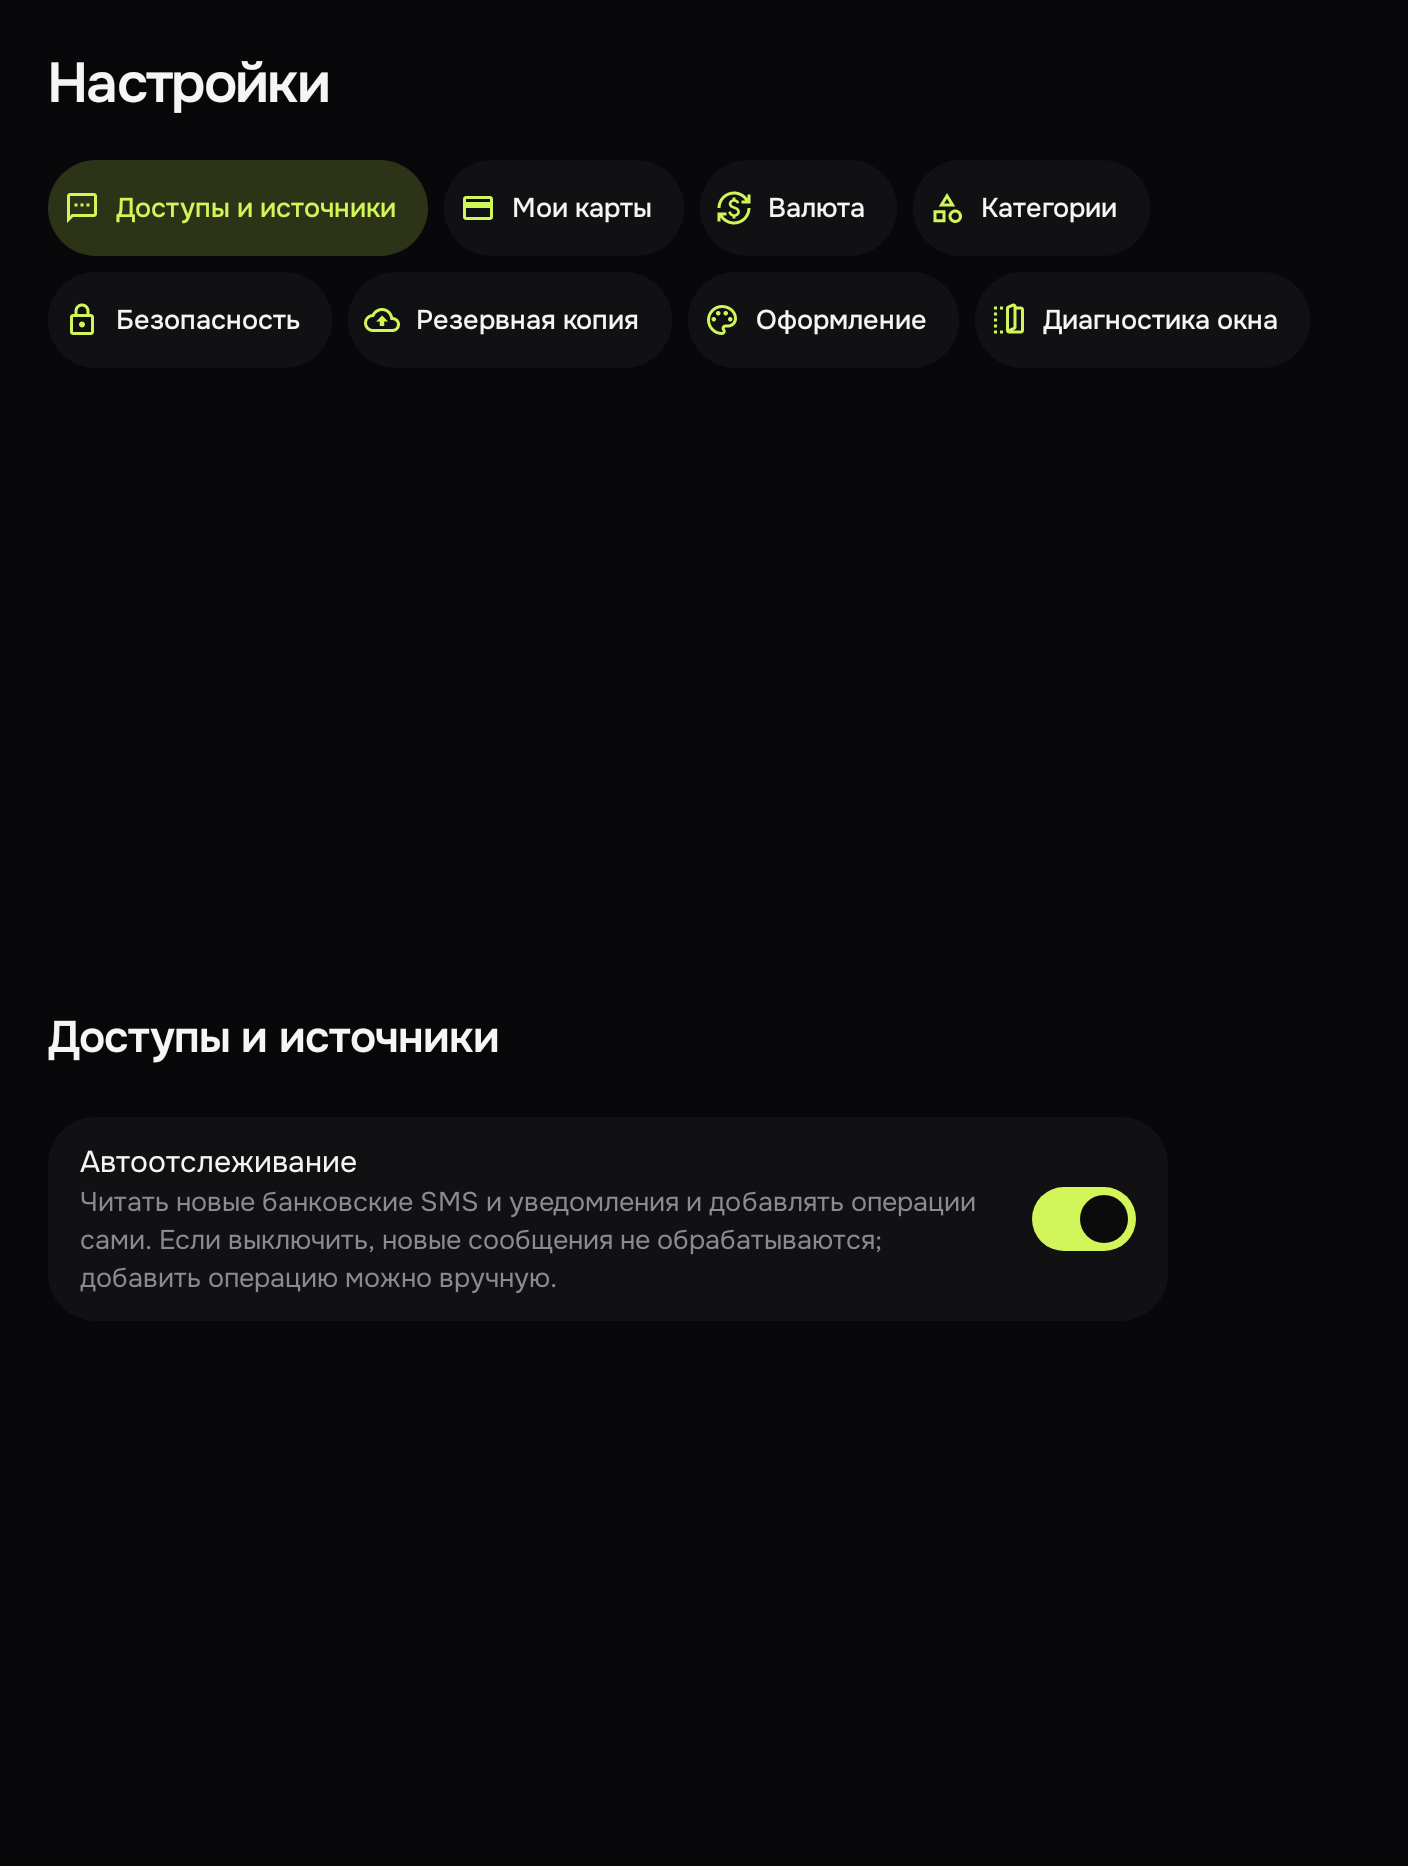 Настройки
Доступы и источники
Мои карты
Валюта
Категории
Безопасность
Резервная копия
Оформление
Диагностика окна
Доступы и источники
Автоотслеживание
Читать новые банковские SMS и уведомления и добавлять операции
сами. Если выключить, новые сообщения не обрабатываются;
добавить операцию можно вручную.